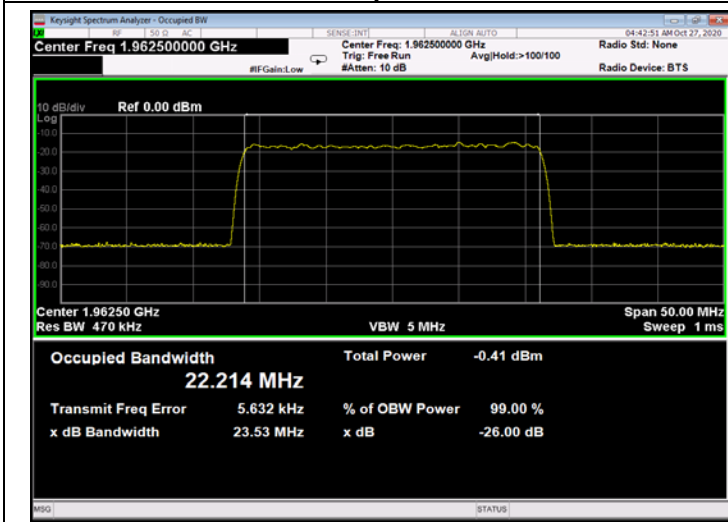 Keysight Spectrum Analyzer - Occupied BW
RF 50 Ω AC SENSE:INT ALIGN AUTO 04:42:51 AM Oct 27, 2020
Center Freq 1.962500000 GHz Center Freq: 1.962500000 GHz Radio Std: None
Trig: Free Run Avg|Hold:>100/100
#IFGain:Low #Atten: 10 dB Radio Device: BTS
10 dB/div Ref 0.00 dBm
Log
-10.0
-20.0
-30.0
-40.0
-50.0
-60.0
-70.0
-80.0
-90.0
Center 1.96250 GHz Span 50.00 MHz
Res BW 470 kHz VBW 5 MHz Sweep 1 ms
Occupied Bandwidth Total Power -0.41 dBm
22.214 MHz
Transmit Freq Error 5.632 kHz % of OBW Power 99.00 %
x dB Bandwidth 23.53 MHz x dB -26.00 dB
MSG STATUS